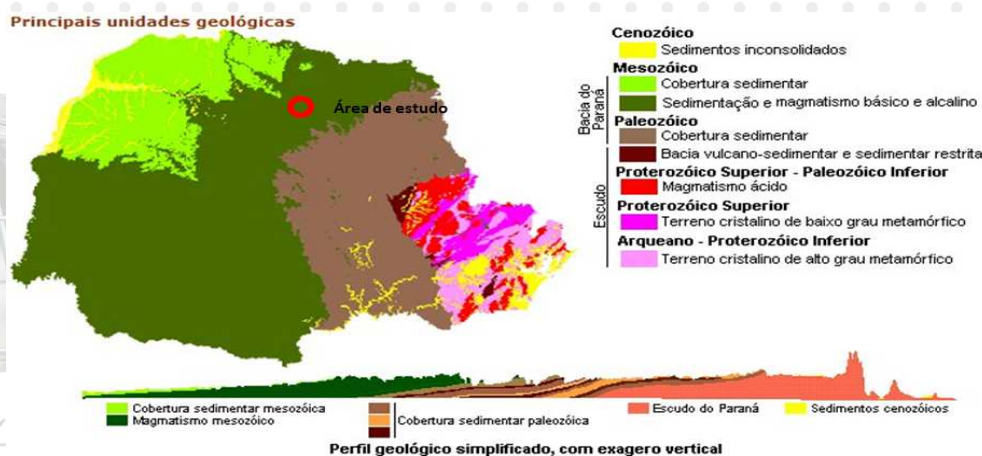 Principais unidades geológicas
Área de estudo
Cenozóico
Sedimentos inconsolidados
Mesozóico
Cobertura sedimentar
Sedimentação e magmatismo básico e alcalino
Bacia do
Paraná
Paleozóico
Cobertura sedimentar
Bacia vulcano-sedimentar e sedimentar restrita
Escudo
Proterozóico Superior - Paleozóico Inferior
Magmatismo ácido
Proterozóico Superior
Terreno cristalino de baixo grau metamórfico
Arqueano - Proterozóico Inferior
Terreno cristalino de alto grau metamórfico
Cobertura sedimentar mesozóica
Magmatismo mesozóico
Cobertura sedimentar paleozóica
Escudo do Paraná
Sedimentos cenozóicos
Perfil geológico simplificado, com exagero vertical